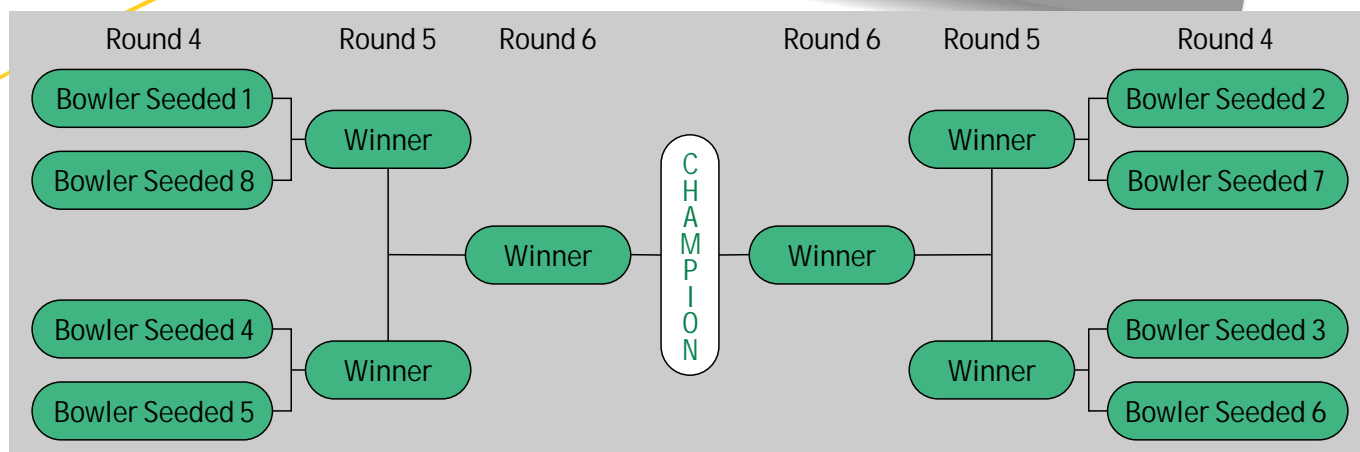 Round 4 Round 5 Round 6 Round 6 Round 5 Round 4
Bowler Seeded 1
Bowler Seeded 8
Winner
Bowler Seeded 4
Bowler Seeded 5
Winner
Winner
CHAMPION
Winner
Winner
Bowler Seeded 2
Bowler Seeded 7
Winner
Bowler Seeded 3
Bowler Seeded 6